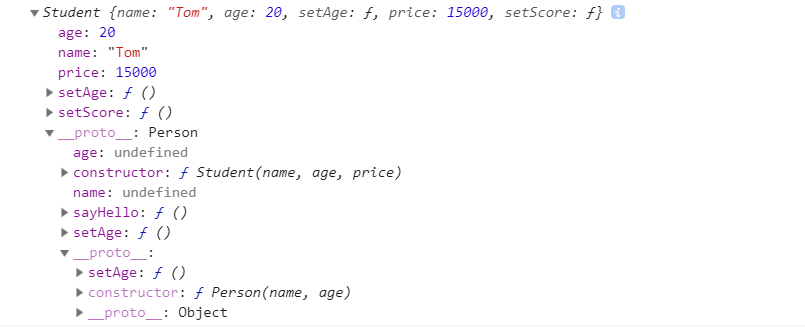 Student {name: "Tom", age: 20, setAge: ƒ, price: 15000, setScore: ƒ} i
age: 20
name: "Tom"
price: 15000
setAge: ƒ ()
setScore: ƒ ()
__proto__: Person
age: undefined
constructor: ƒ Student(name, age, price)
name: undefined
sayHello: ƒ ()
setAge: ƒ ()
__proto__:
setAge: ƒ ()
constructor: ƒ Person(name, age)
__proto__: Object